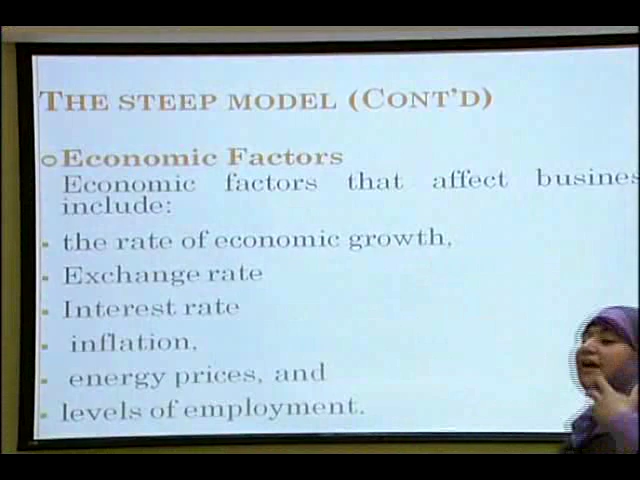 THE STEEP MODEL (CONT'D)
Economic Factors
Economic factors that affect busines
include:
the rate of economic growth,
Exchange rate
Interest rate
inflation,
energy prices, and
levels of employment.